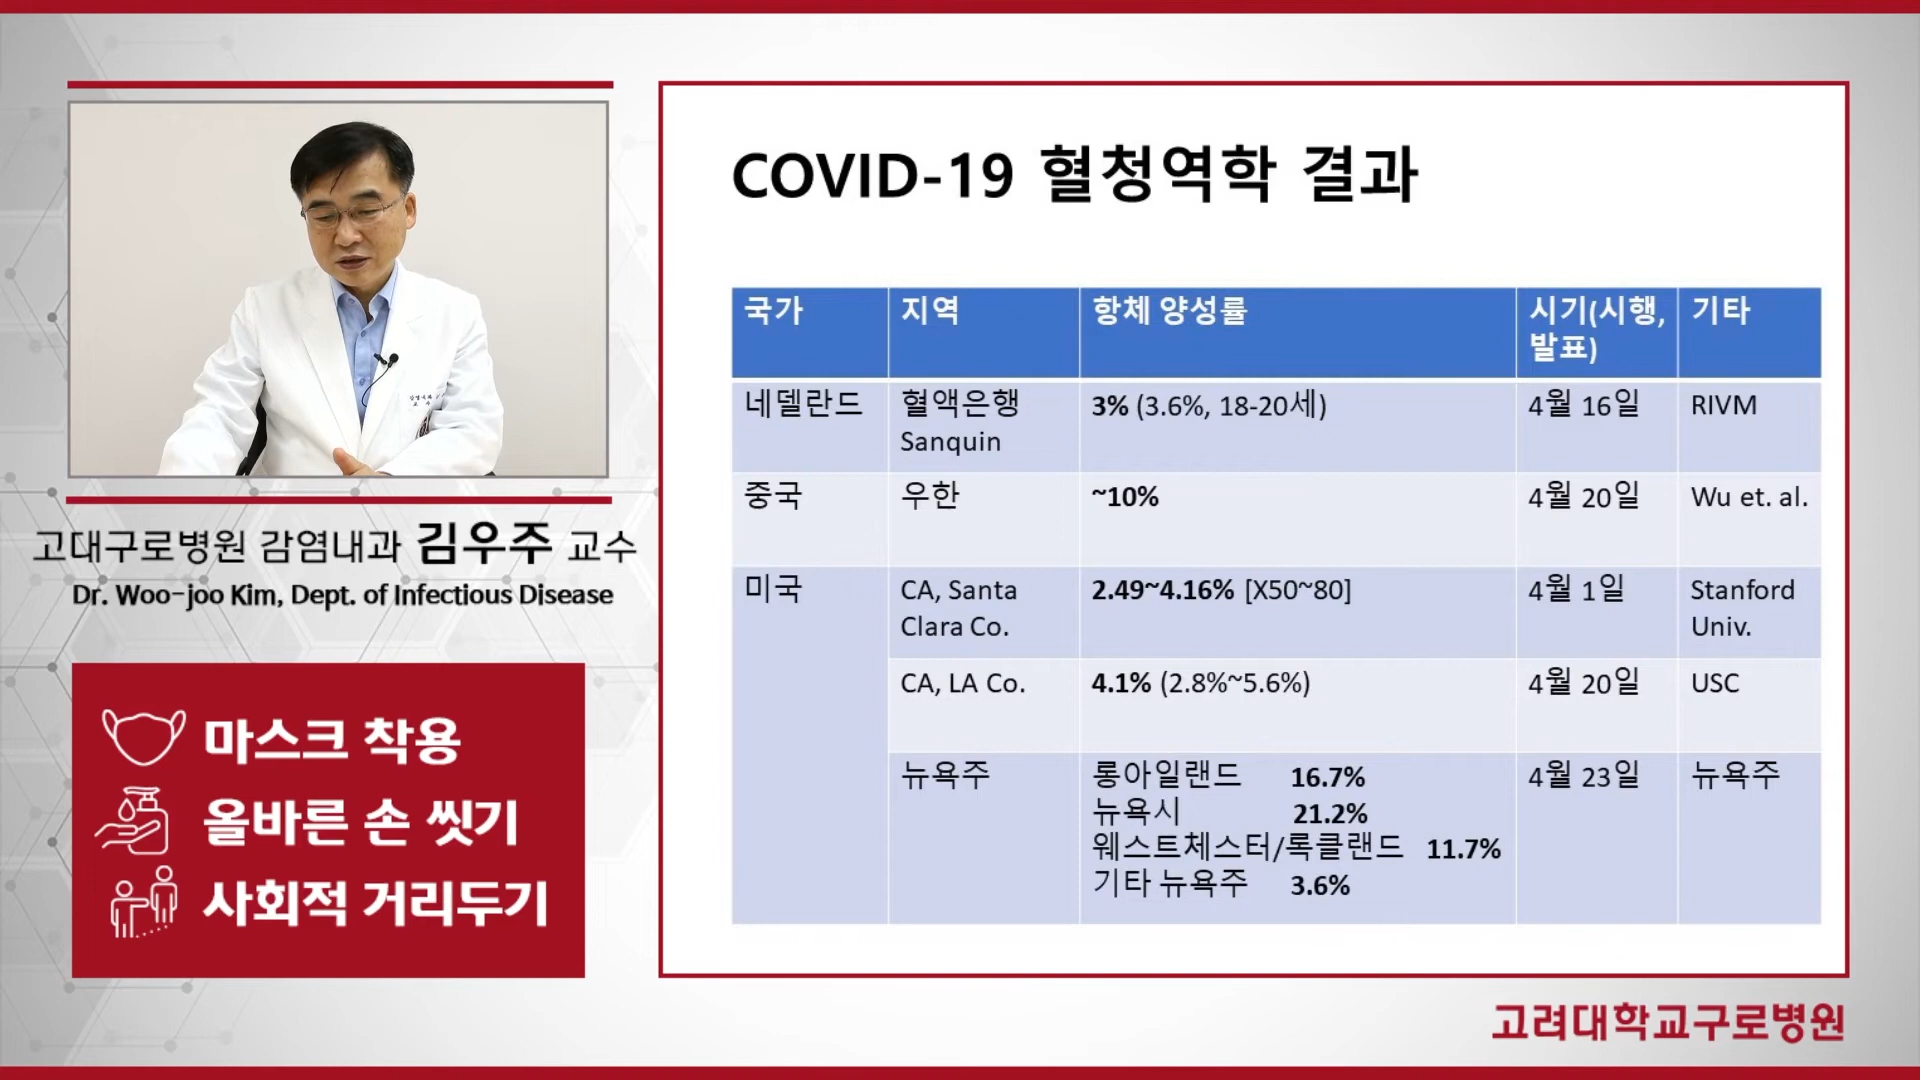 COVID-19 혈청역학 결과
국가 지역 항체 양성률 시기(시행, 발표) 기타
네델란드 혈액은행 Sanquin 3% (3.6%, 18-20세) 4월 16일 RIVM
중국 우한 ~10% 4월 20일 Wu et. al.
미국 CA, Santa Clara Co. 2.49~4.16% [X50~80] 4월 1일 Stanford Univ.
CA, LA Co. 4.1% (2.8%~5.6%) 4월 20일 USC
뉴욕주 롱아일랜드 16.7% 4월 23일 뉴욕주
뉴욕시 21.2%
웨스트체스터/록클랜드 11.7%
기타 뉴욕주 3.6%
고대구로병원 감염내과 김우주 교수
Dr. Woo-joo Kim, Dept. of Infectious Disease
마스크 착용
올바른 손 씻기
사회적 거리두기
고려대학교구로병원